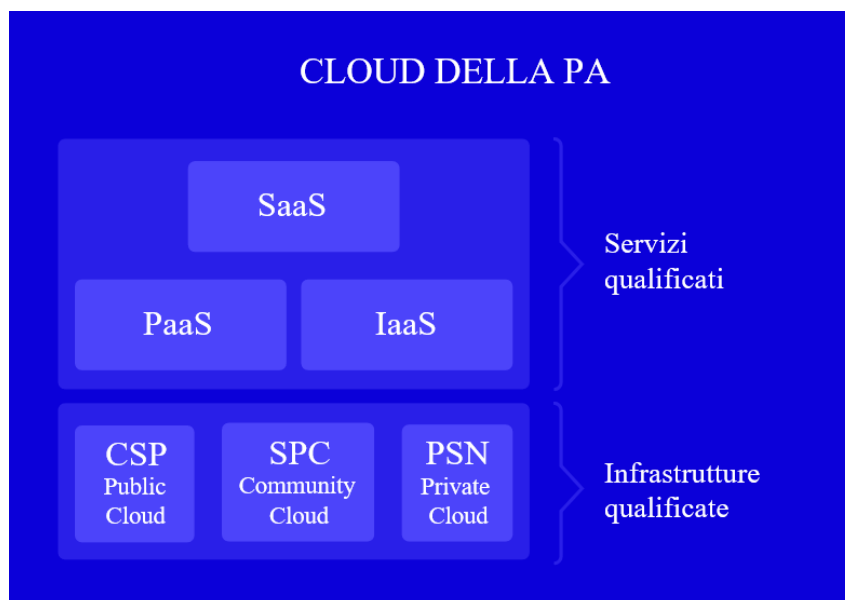 CLOUD DELLA PA
SaaS
PaaS
IaaS
Servizi
qualificati
CSP
Public
Cloud
SPC
Community
Cloud
PSN
Private
Cloud
Infrastrutture
qualificate